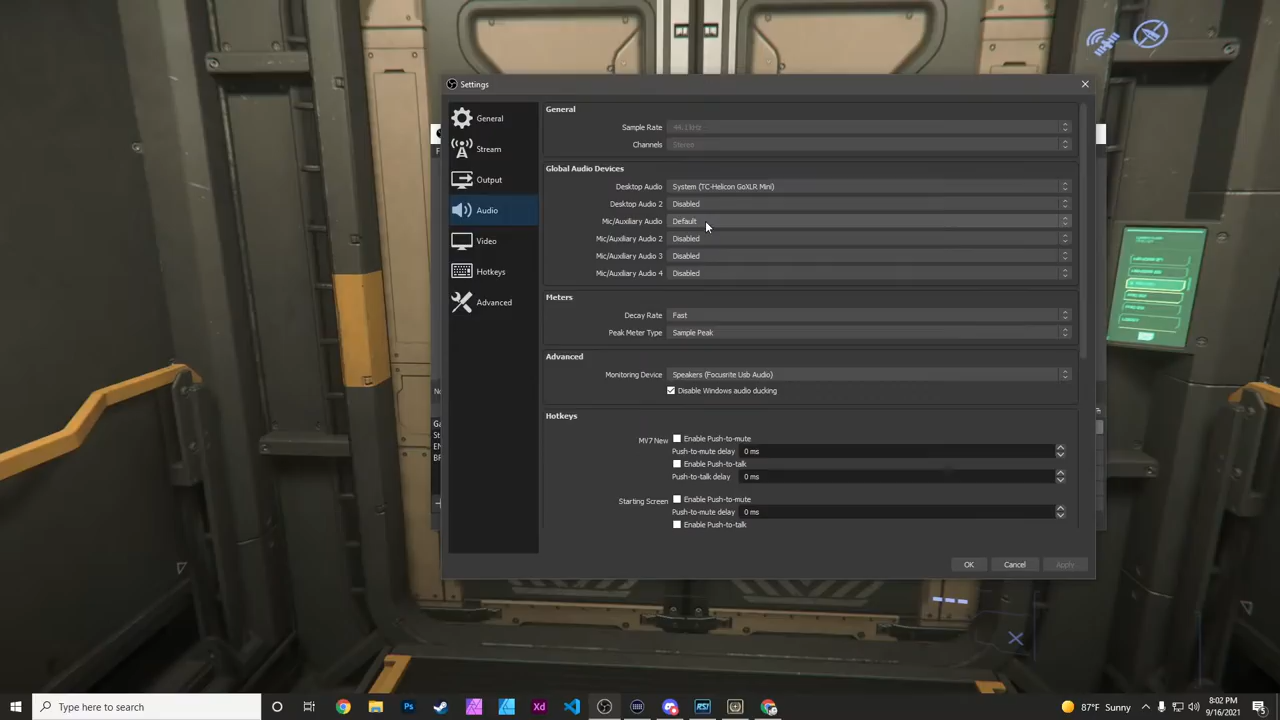 Settings
General
Stream
Output
Audio
Video
Hotkeys
Advanced
General
Sample Rate 44.1kHz
Channels Stereo
Global Audio Devices
Desktop Audio System (TC-Helicon GoXLR Mini)
Desktop Audio 2 Disabled
Mic/Auxiliary Audio Default
Mic/Auxiliary Audio 2 Disabled
Mic/Auxiliary Audio 3 Disabled
Mic/Auxiliary Audio 4 Disabled
Meters
Decay Rate Fast
Peak Meter Type Sample Peak
Advanced
Monitoring Device Speakers (Focusrite Usb Audio)
Disable Windows audio ducking
Hotkeys
MV7 New Enable Push-to-mute
Push-to-mute delay 0 ms
Enable Push-to-talk
Push-to-talk delay 0 ms
Starting Screen Enable Push-to-mute
Push-to-mute delay 0 ms
Enable Push-to-talk
OK Cancel Apply
Type here to search
Ps
Xd
RSI
87°F Sunny
8:02 PM
9/16/2021